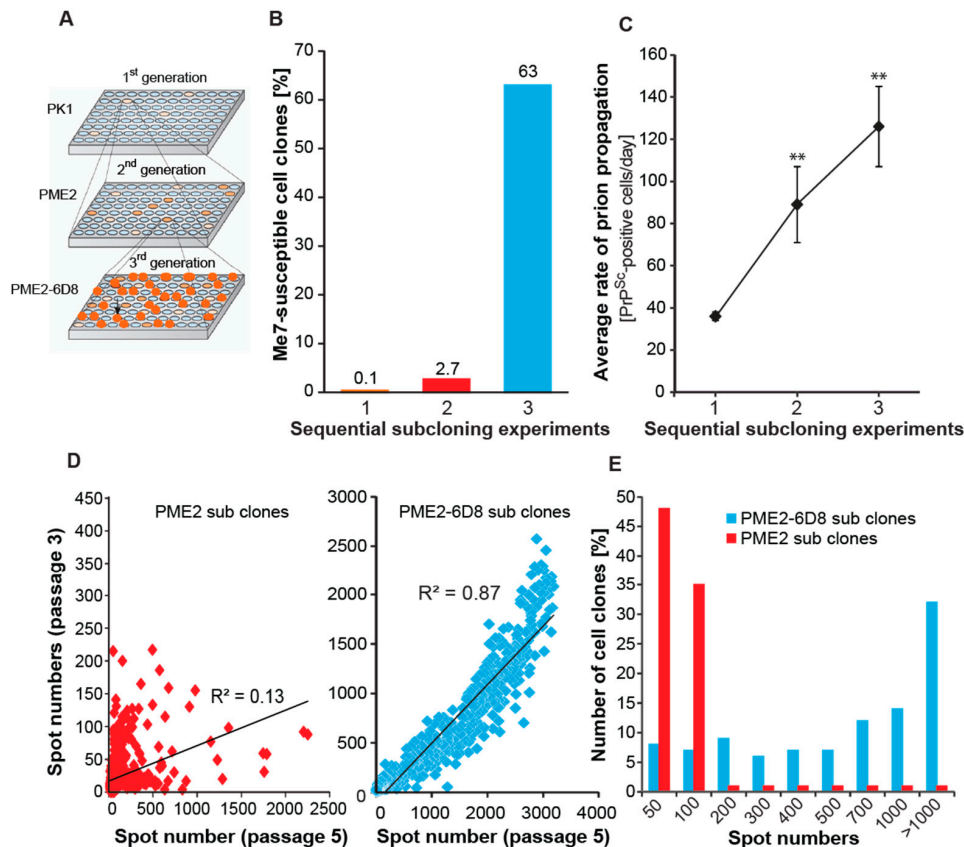 A
1st generation
PK1
2nd generation
PME2
3rd generation
PME2-6D8
B
Me7-susceptible cell clones [%]
70
60
50
40
30
20
10
0
0.1
2.7
63
1 2 3
Sequential subcloning experiments
C
Average rate of prion propagation
[PrPSc-positive cells/day]
160
140
120
100
80
60
40
20
0
**
**
1 2 3
Sequential subcloning experiments
D
Spot numbers (passage 3)
450
400
350
300
250
200
150
100
50
0
PME2 sub clones
R² = 0.13
0 500 1000 1500 2000 2500
Spot number (passage 5)
3000
2500
2000
1500
1000
500
0
PME2-6D8 sub clones
R² = 0.87
0 1000 2000 3000 4000
Spot number (passage 5)
E
Number of cell clones [%]
50
45
40
35
30
25
20
15
10
5
0
PME2-6D8 sub clones
PME2 sub clones
50 100 200 300 400 500 700 1000 >1000
Spot numbers